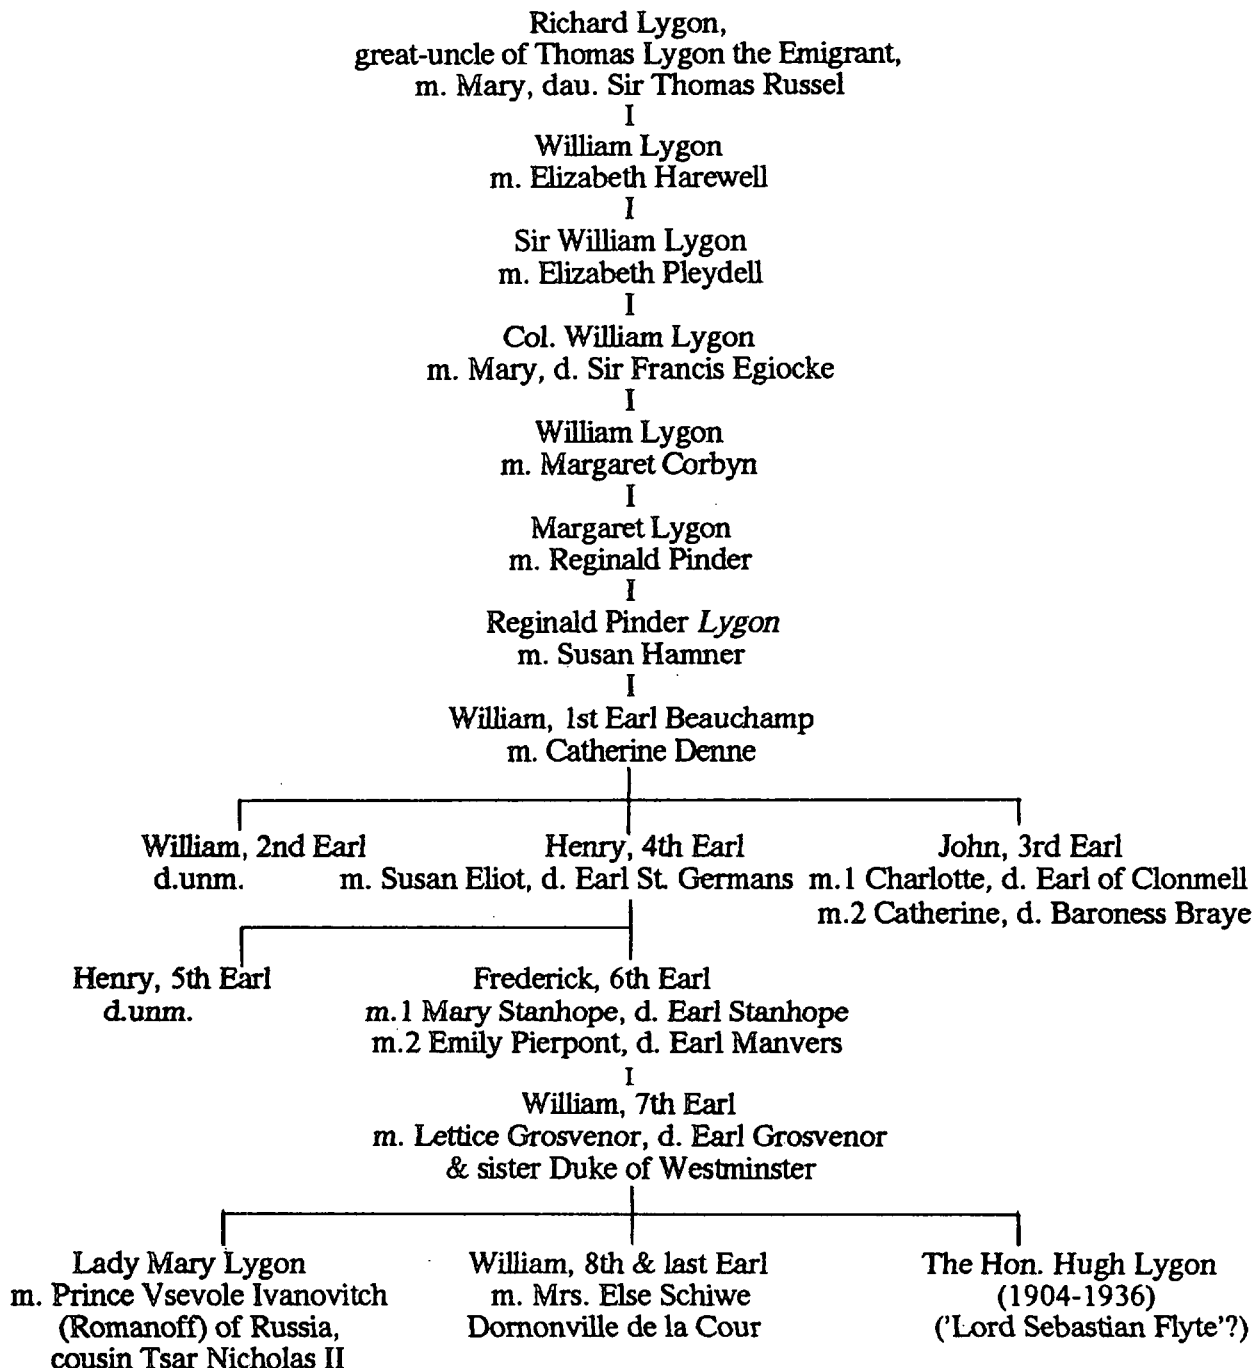 Richard Lygon,
great-uncle of Thomas Lygon the Emigrant,
m. Mary, dau. Sir Thomas Russel
I
William Lygon
m. Elizabeth Harewell
I
Sir William Lygon
m. Elizabeth Pleydell
I
Col. William Lygon
m. Mary, d. Sir Francis Egiocke
I
William Lygon
m. Margaret Corbyn
I
Margaret Lygon
m. Reginald Pinder
I
Reginald Pinder Lygon
m. Susan Hamner
I
William, 1st Earl Beauchamp
m. Catherine Denne
William, 2nd Earl
d.unm.
Henry, 4th Earl
m. Susan Eliot, d. Earl St. Germans
John, 3rd Earl
m.1 Charlotte, d. Earl of Clonmell
m.2 Catherine, d. Baroness Braye
Henry, 5th Earl
d.unm.
Frederick, 6th Earl
m.1 Mary Stanhope, d. Earl Stanhope
m.2 Emily Pierpont, d. Earl Manvers
I
William, 7th Earl
m. Lettice Grosvenor, d. Earl Grosvenor
& sister Duke of Westminster
Lady Mary Lygon
m. Prince Vsevole Ivanovitch
(Romanoff) of Russia,
cousin Tsar Nicholas II
William, 8th & last Earl
m. Mrs. Else Schiwe
Dornonville de la Cour
The Hon. Hugh Lygon
(1904-1936)
('Lord Sebastian Flyte'?)